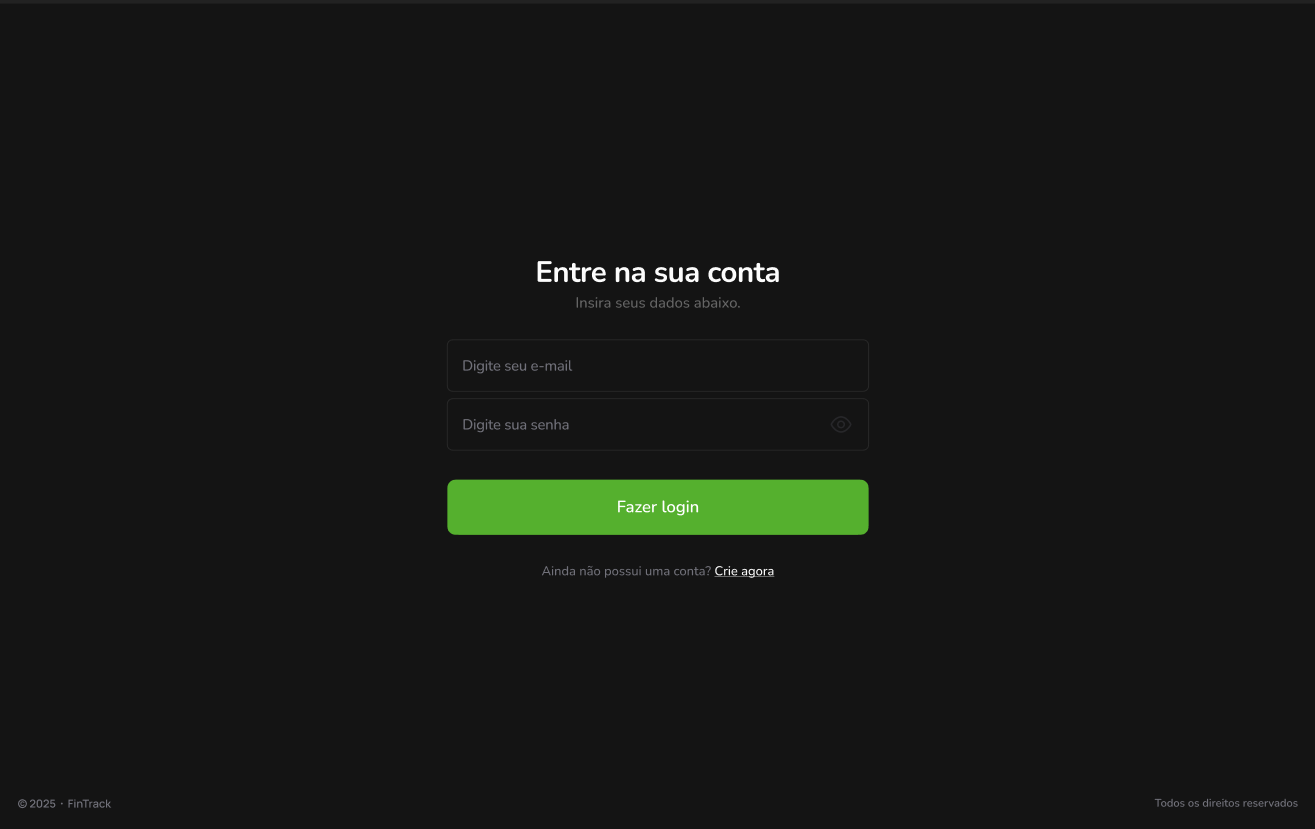 Entre na sua conta
Insira seus dados abaixo.
Digite seu e-mail
Digite sua senha
Fazer login
Ainda não possui uma conta? Crie agora
© 2025 · FinTrack
Todos os direitos reservados